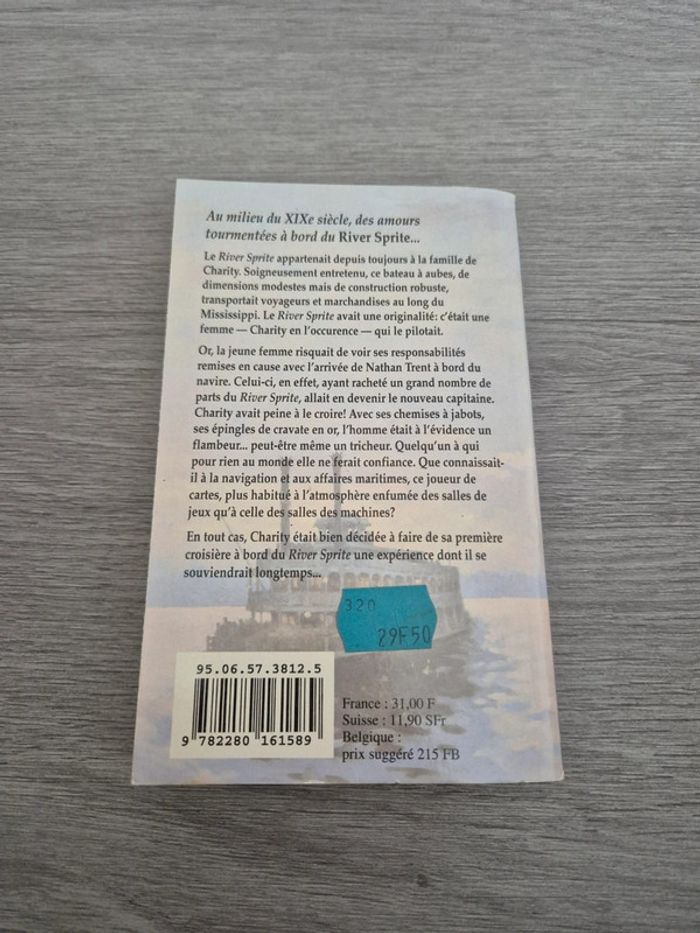 Au milieu du XIXe siècle, des amours
tourmentées à bord du River Sprite...
Le River Sprite appartenait depuis toujours à la famille de
Charity. Soigneusement entretenu, ce bateau à aubes, de
dimensions modestes mais de construction robuste,
transportait voyageurs et marchandises au long du
Mississippi. Le River Sprite avait une originalité: c'était une
femme — Charity en l'occurence — qui le pilotait.
Or, la jeune femme risquait de voir ses responsabilités
remises en cause avec l'arrivée de Nathan Trent à bord du
navire. Celui-ci, en effet, ayant racheté un grand nombre de
parts du River Sprite, allait en devenir le nouveau capitaine.
Charity avait peine à le croire! Avec ses chemises à jabots,
ses épingles de cravate en or, l'homme était à l'évidence un
flambeur... peut-être même un tricheur. Quelqu'un à qui
pour rien au monde elle ne ferait confiance. Que connaissait-
il à la navigation et aux affaires maritimes, ce joueur de
cartes, plus habitué à l'atmosphère enfumée des salles de
jeux qu'à celle des salles des machines?
En tout cas, Charity était bien décidée à faire de sa première
croisière à bord du River Sprite une expérience dont il se
souviendrait longtemps...
320
29F50
95.06.57.3812.5
9 782280 161589
France : 31,00 F
Suisse : 11,90 SFr
Belgique :
prix suggéré 215 FB